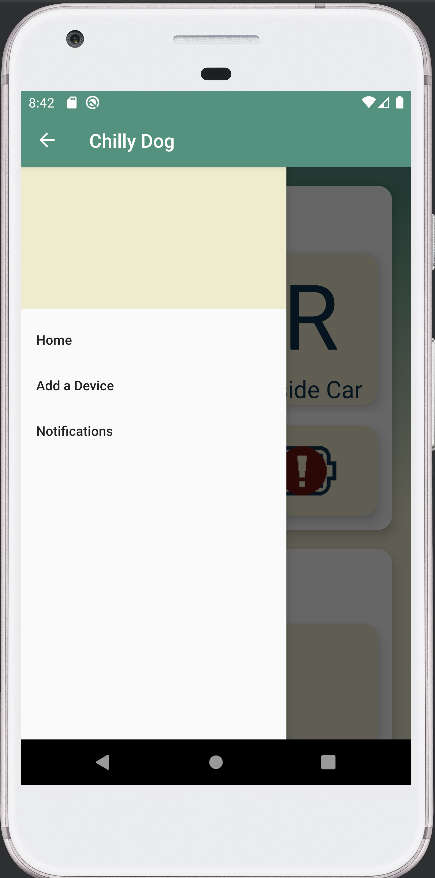 8:42
Chilly Dog
R
side Car
Home
Add a Device
Notifications